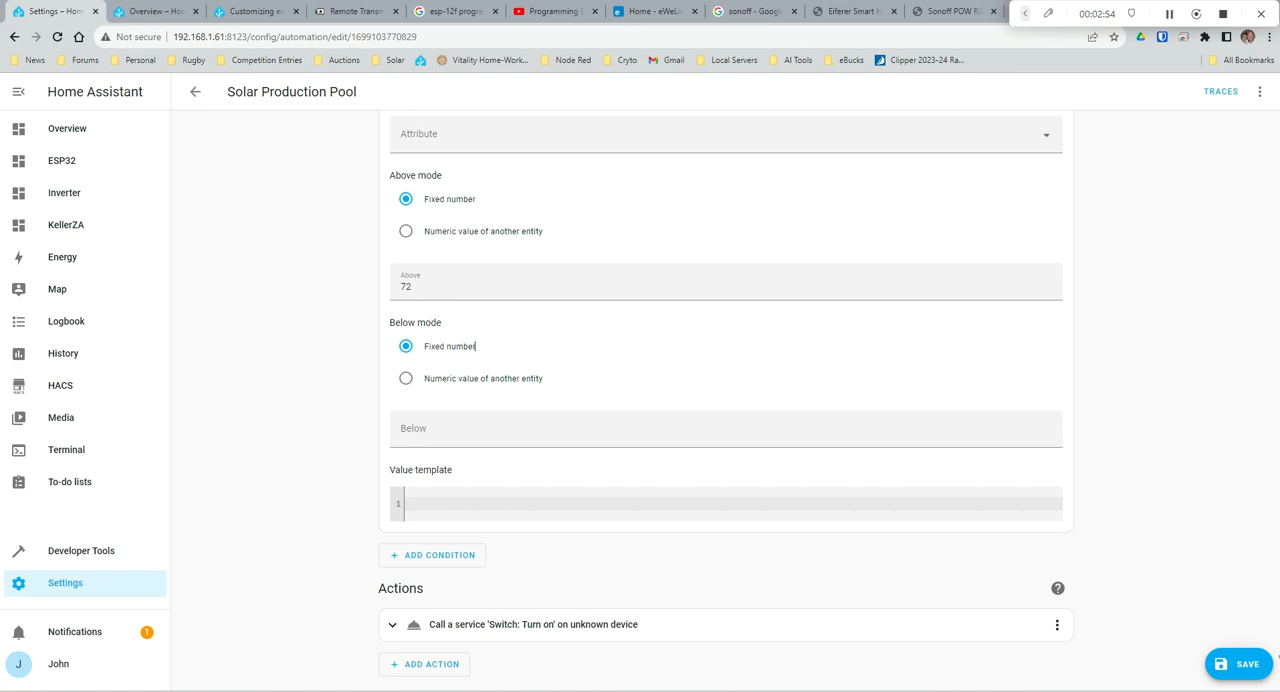 Settings – Hom
Overview – Hom
Customizing en
Remote Transm
esp-12f progra
Programming E
Home - eWeLin
sonoff - Google
Eiferer Smart H
Sonoff POW R3
00:02:54
Not secure
192.168.1.61:8123/config/automation/edit/1699103770829
News
Forums
Personal
Rugby
Competition Entries
Auctions
Solar
Vitality Home-Work...
Node Red
Cryto
Gmail
Local Servers
AI Tools
eBucks
Clipper 2023-24 Ra...
All Bookmarks
Home Assistant
Solar Production Pool
TRACES
Overview
ESP32
Inverter
KellerZA
Energy
Map
Logbook
History
HACS
Media
Terminal
To-do lists
Developer Tools
Settings
Notifications
1
J
John
Attribute
Above mode
Fixed number
Numeric value of another entity
Above
72
Below mode
Fixed number
Numeric value of another entity
Below
Value template
1
+ ADD CONDITION
Actions
Call a service 'Switch: Turn on' on unknown device
+ ADD ACTION
SAVE